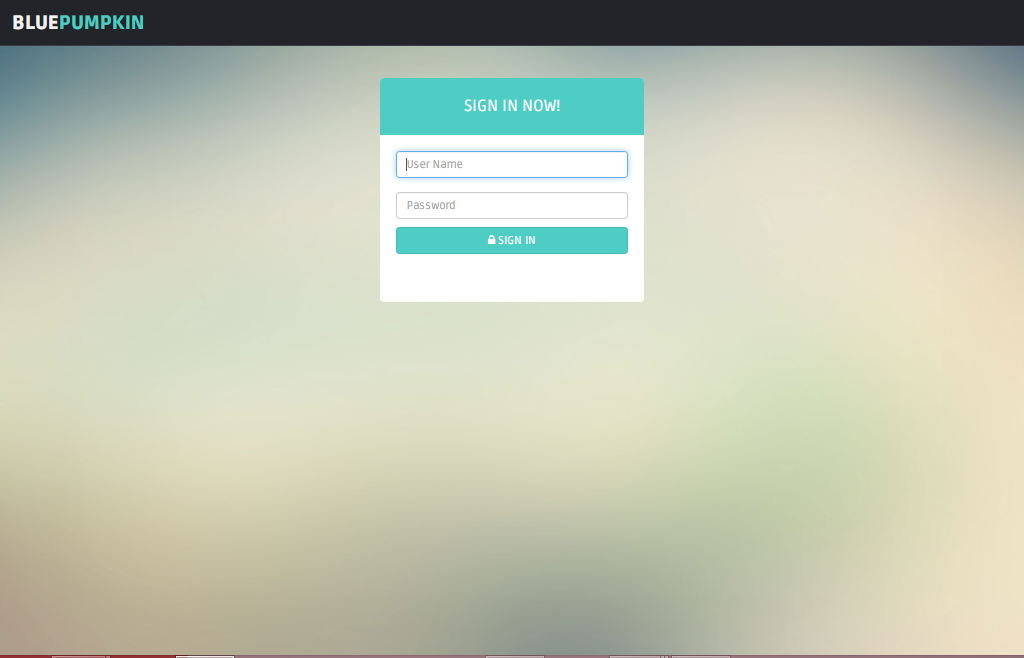 BLUEPUMPKIN
SIGN IN NOW!
User Name
Password
SIGN IN